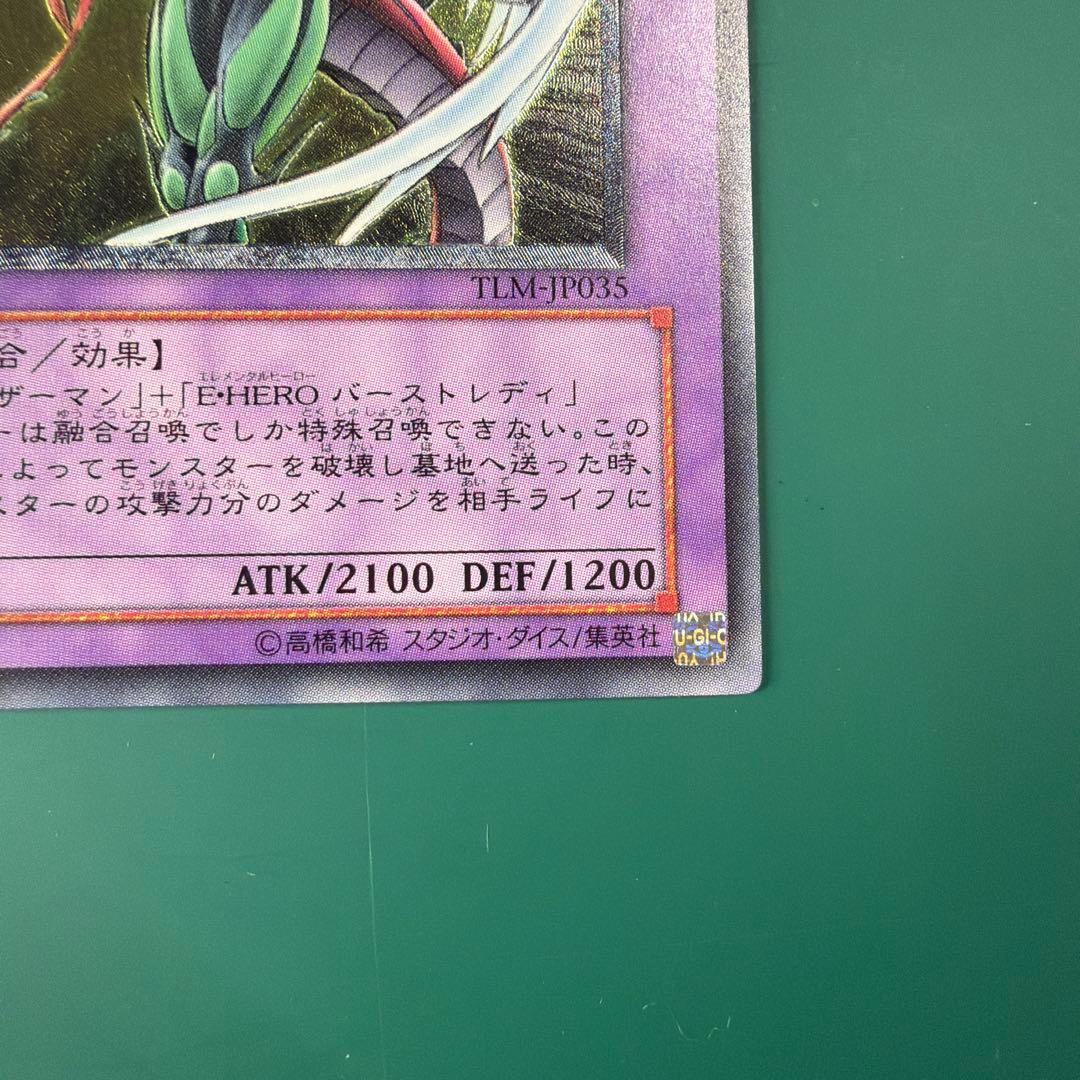 TLM-JP035
合／効果】
ザーマン」+「E・HERO バーストレディ」
ーは融合召喚でしか特殊召喚できない。この
よってモンスターを破壊し墓地へ送った時、
スターの攻撃力分のダメージを相手ライフに
ATK/2100 DEF/1200
©高橋和希 スタジオ・ダイス/集英社